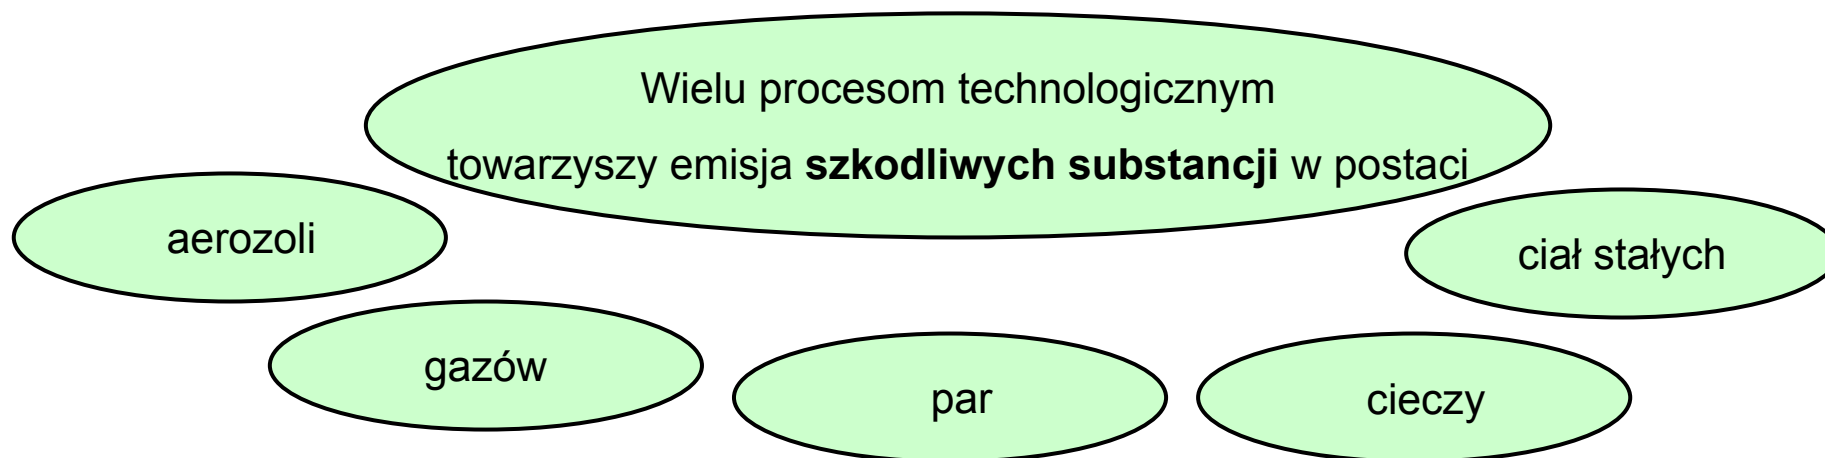 Wielu procesom technologicznym
towarzyszy emisja szkodliwych substancji w postaci
aerozoli
gazów
par
cieczy
ciał stałych